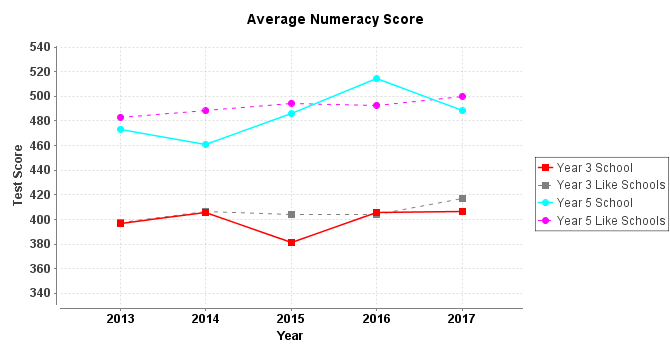 Average Numeracy Score
540
520
500
480
460
440
420
400
380
360
340
Test Score
2013 2014 2015 2016 2017
Year
Year 3 School
Year 3 Like Schools
Year 5 School
Year 5 Like Schools